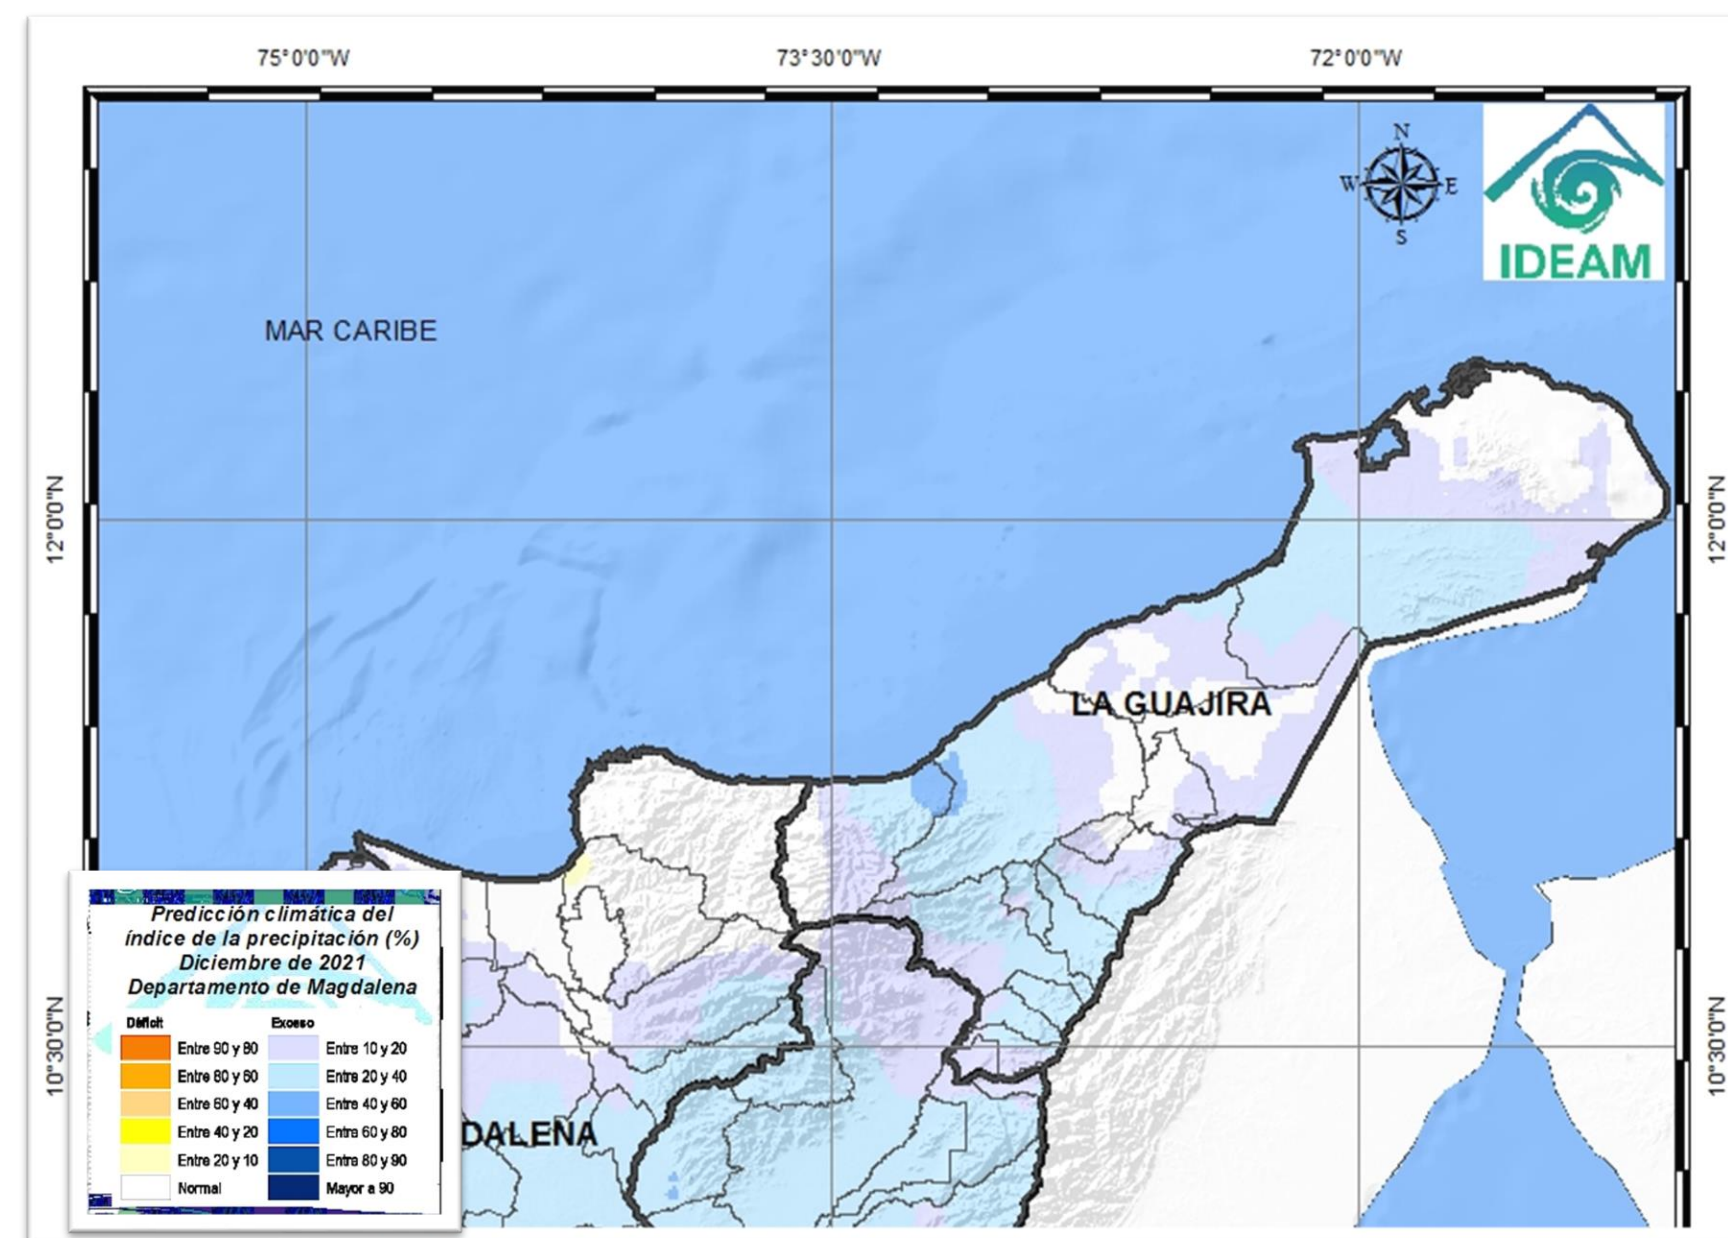 75°0'0"W
73°30'0"W
72°0'0"W
N
W
E
S
IDEAM
MAR CARIBE
12°0'0"N
12°0'0"N
LA GUAJIRA
Predicción climática del
índice de la precipitación (%)
Diciembre de 2021
Departamento de Magdalena
Déficit
Exceso
Entre 90 y 80
Entre 10 y 20
Entre 80 y 60
Entre 20 y 40
Entre 60 y 40
Entre 40 y 60
Entre 40 y 20
Entre 60 y 80
Entre 20 y 10
Entre 80 y 90
Normal
Mayor a 90
10°30'0"N
10°30'0"N
DALENA